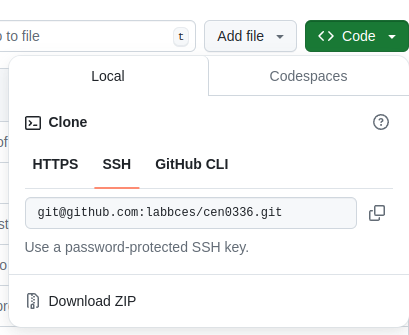 to file
t
Add file
Code
Local
Codespaces
Clone
HTTPS
SSH
GitHub CLI
git@github.com:labbces/cen0336.git
Use a password-protected SSH key.
Download ZIP